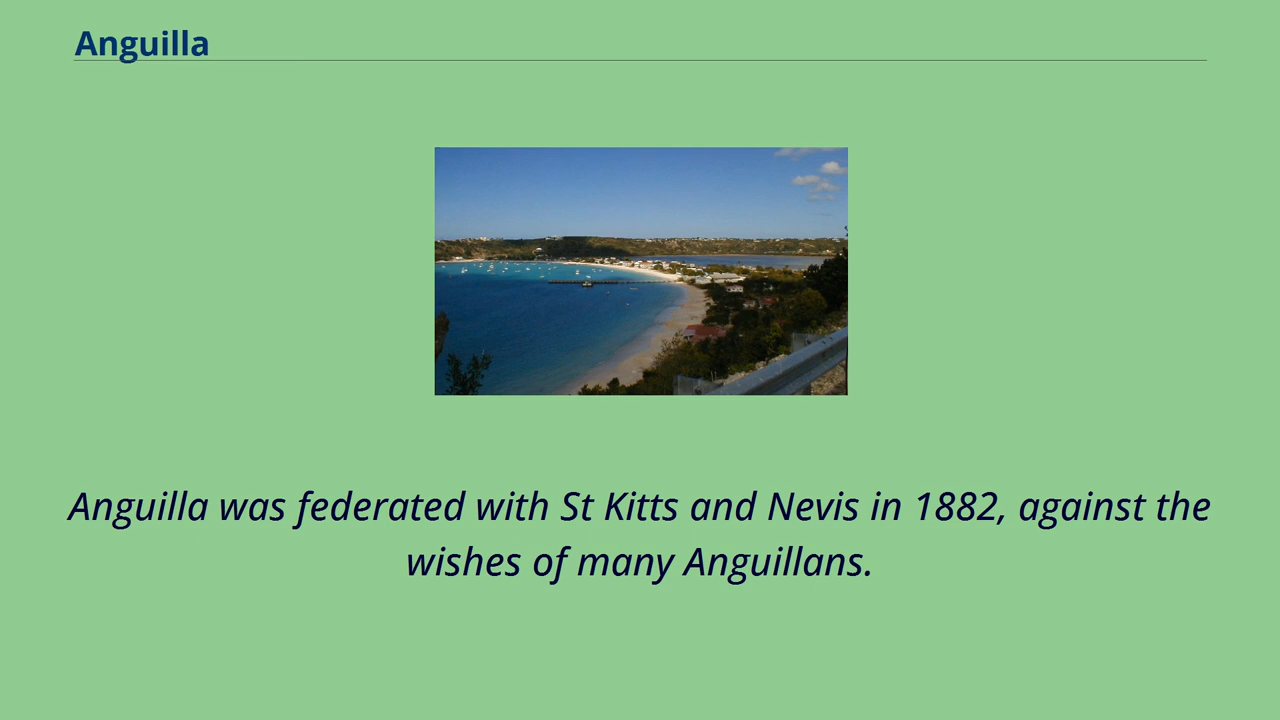 Anguilla
Anguilla was federated with St Kitts and Nevis in 1882, against the
wishes of many Anguillans.